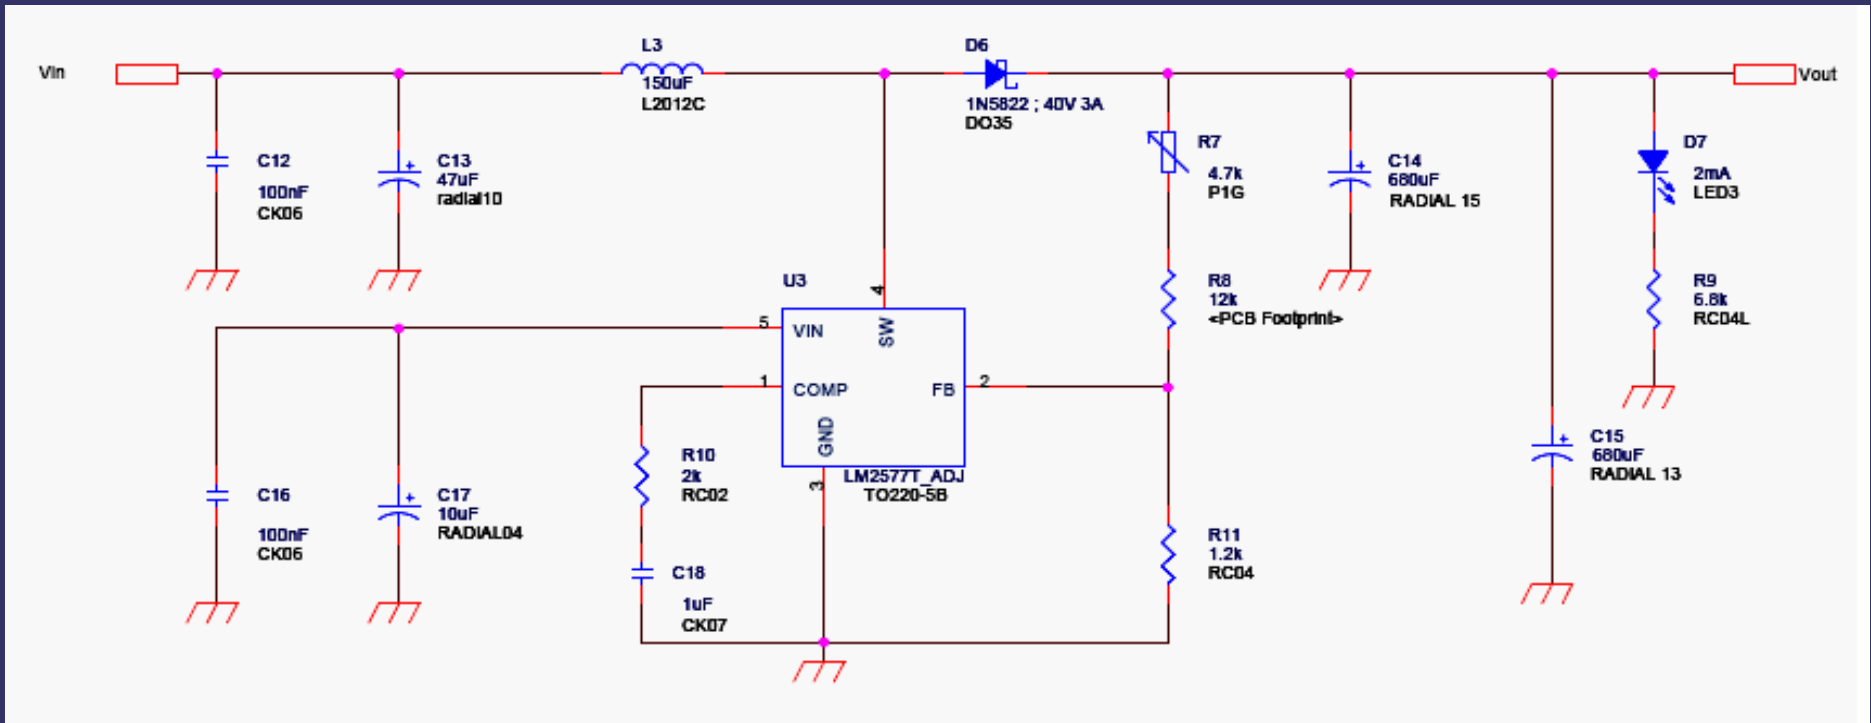 Vin
L3
150uF
L2012C
D6
1N5822 ; 40V 3A
DO35
Vout
C12
100nF
CK06
C13
47uF
radial10
R7
4.7k
P1G
C14
680uF
RADIAL 15
D7
2mA
LED3
U3
4
R8
12k
<PCB Footprint>
R9
6.8k
RC04L
5
VIN
SW
1
COMP
FB
2
GND
3
LM2577T_ADJ
TO220-5B
R10
2k
RC02
C15
680uF
RADIAL 13
C16
100nF
CK06
C17
10uF
RADIAL04
C18
1uF
CK07
R11
1.2k
RC04